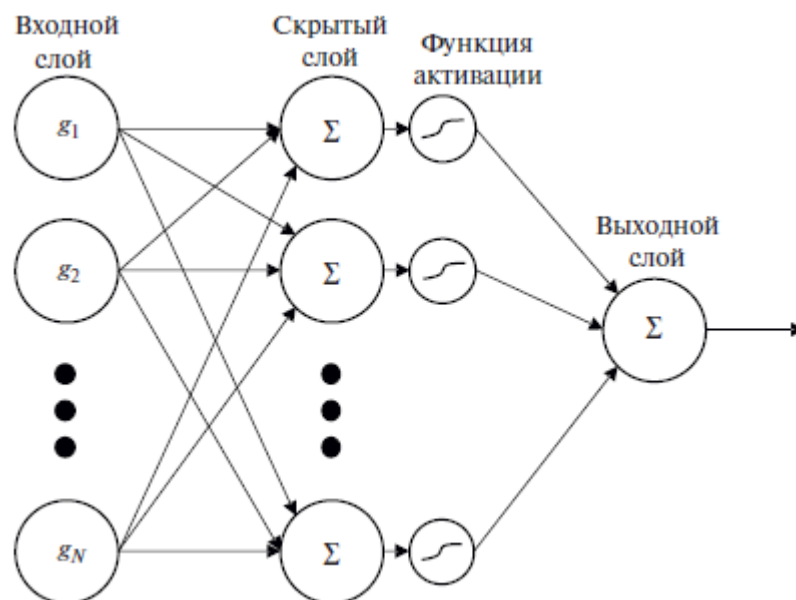 Входной
слой
Скрытый
слой
Функция
активации
g1
Σ
g2
Σ
Выходной
слой
Σ
gN
Σ